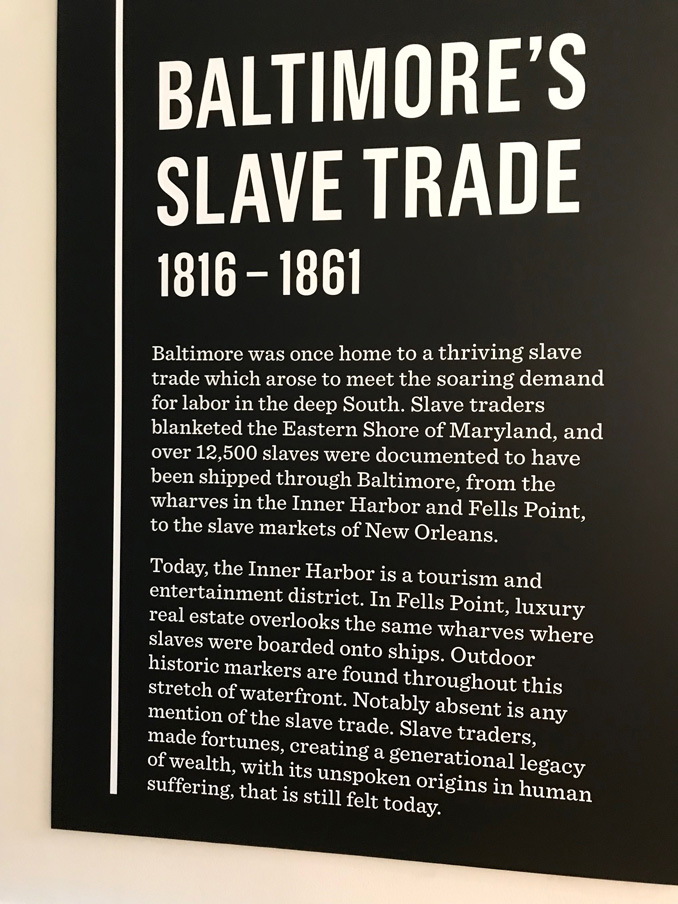 BALTIMORE'S
SLAVE TRADE
1816 – 1861
Baltimore was once home to a thriving slave
trade which arose to meet the soaring demand
for labor in the deep South. Slave traders
blanketed the Eastern Shore of Maryland, and
over 12,500 slaves were documented to have
been shipped through Baltimore, from the
wharves in the Inner Harbor and Fells Point,
to the slave markets of New Orleans.
Today, the Inner Harbor is a tourism and
entertainment district. In Fells Point, luxury
real estate overlooks the same wharves where
slaves were boarded onto ships. Outdoor
historic markers are found throughout this
stretch of waterfront. Notably absent is any
mention of the slave trade. Slave traders,
made fortunes, creating a generational legacy
of wealth, with its unspoken origins in human
suffering, that is still felt today.